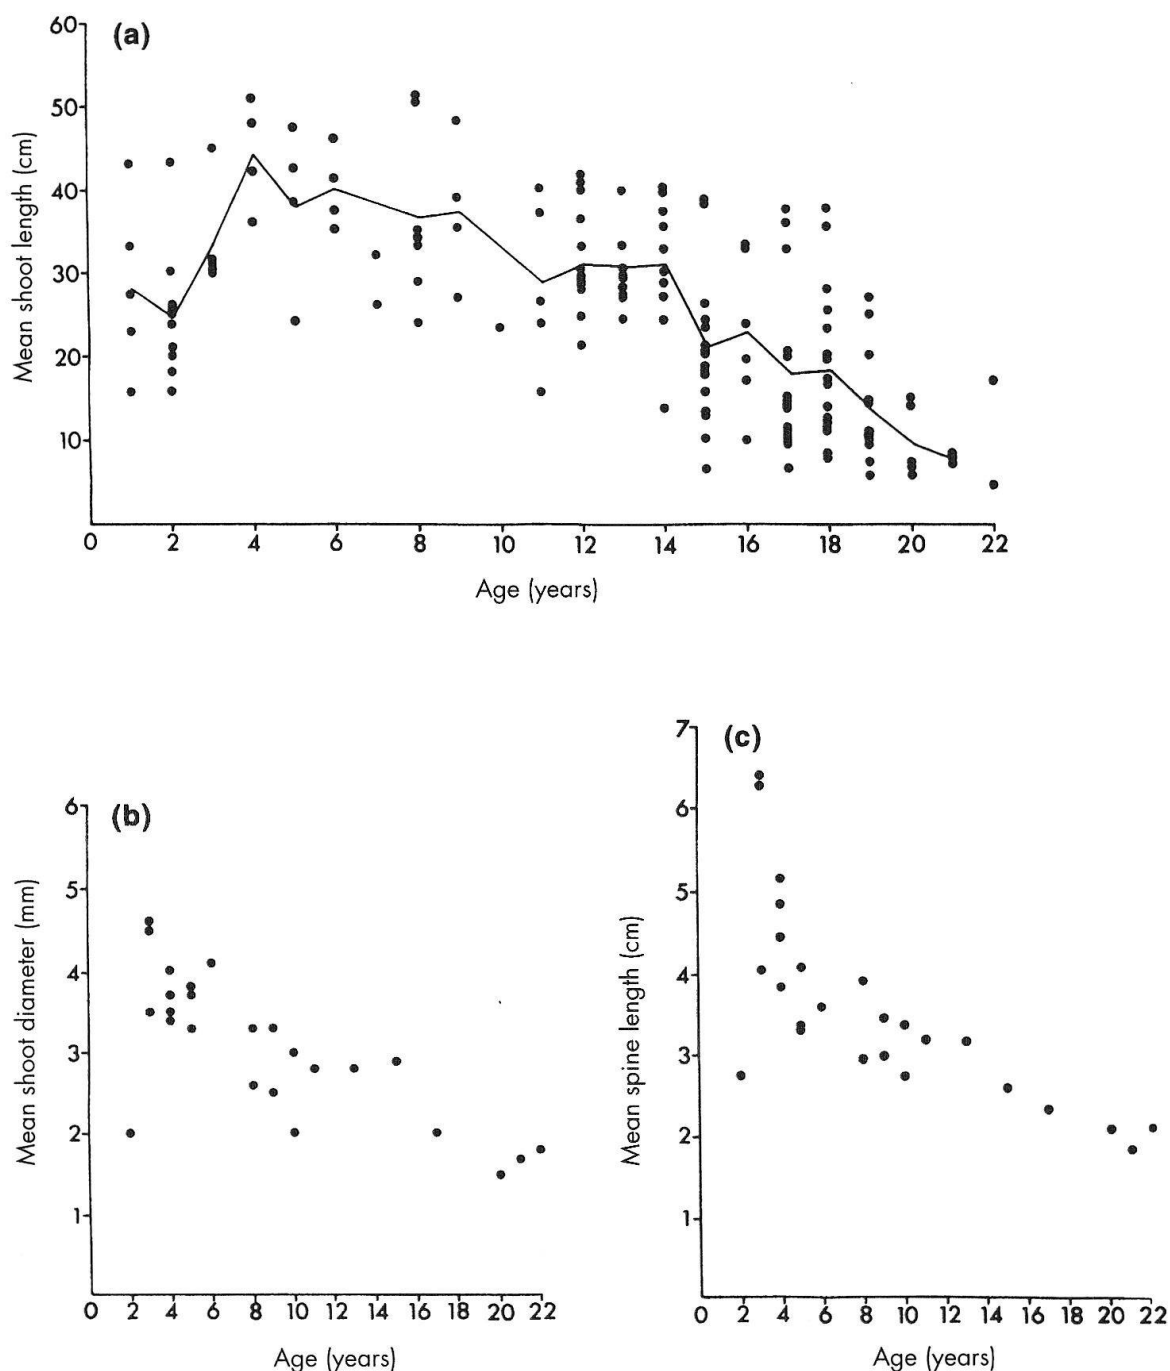 (a)
Mean shoot length (cm)
60
50
40
30
20
10
0 2 4 6 8 10 12 14 16 18 20 22
Age (years)
(b)
Mean shoot diameter (mm)
6
5
4
3
2
1
0 2 4 6 8 10 12 14 16 18 20 22
Age (years)
(c)
Mean spine length (cm)
7
6
5
4
3
2
1
0 2 4 6 8 10 12 14 16 18 20 22
Age (years)